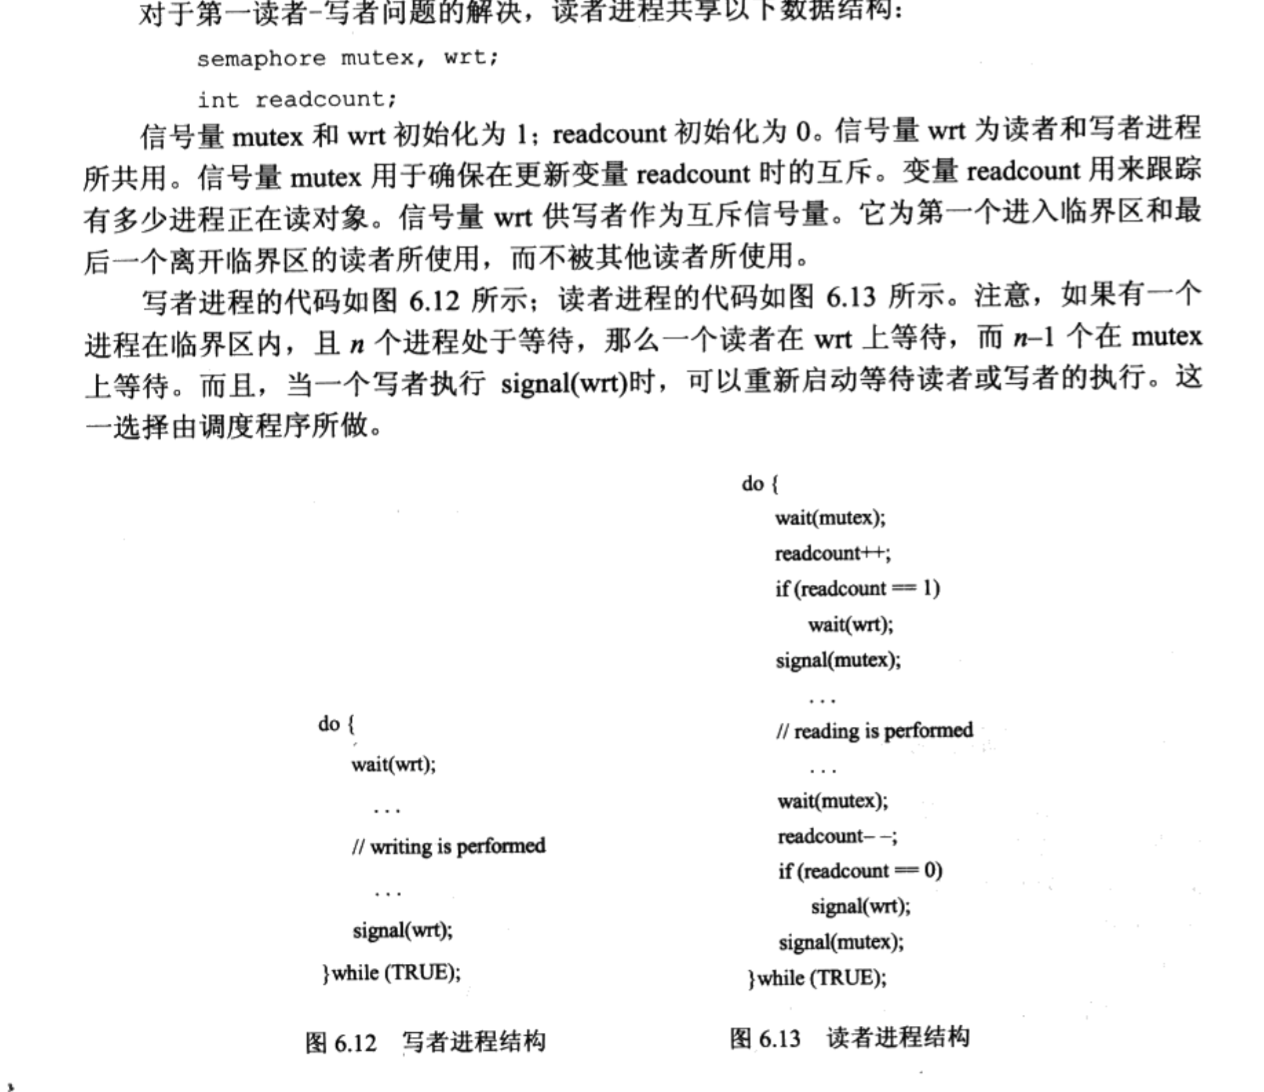 对于第一读者-写者问题的解决，读者进程共享以下数据结构：
semaphore mutex, wrt;
int readcount;
信号量 mutex 和 wrt 初始化为 1；readcount 初始化为 0。信号量 wrt 为读者和写者进程
所共用。信号量 mutex 用于确保在更新变量 readcount 时的互斥。变量 readcount 用来跟踪
有多少进程正在读对象。信号量 wrt 供写者作为互斥信号量。它为第一个进入临界区和最
后一个离开临界区的读者所使用，而不被其他读者所使用。
写者进程的代码如图 6.12 所示；读者进程的代码如图 6.13 所示。注意，如果有一个
进程在临界区内，且 n 个进程处于等待，那么一个读者在 wrt 上等待，而 n–1 个在 mutex
上等待。而且，当一个写者执行 signal(wrt)时，可以重新启动等待读者或写者的执行。这
一选择由调度程序所做。
do {
wait(wrt);
...
// writing is performed
...
signal(wrt);
}while (TRUE);
图 6.12 写者进程结构
do {
wait(mutex);
readcount++;
if (readcount == 1)
wait(wrt);
signal(mutex);
...
// reading is performed
...
wait(mutex);
readcount– –;
if (readcount == 0)
signal(wrt);
signal(mutex);
}while (TRUE);
图 6.13 读者进程结构